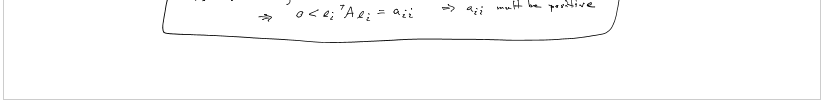 ⇒ 0 < eᵢᵀAeᵢ = aᵢᵢ ⇒ aᵢᵢ must be positive